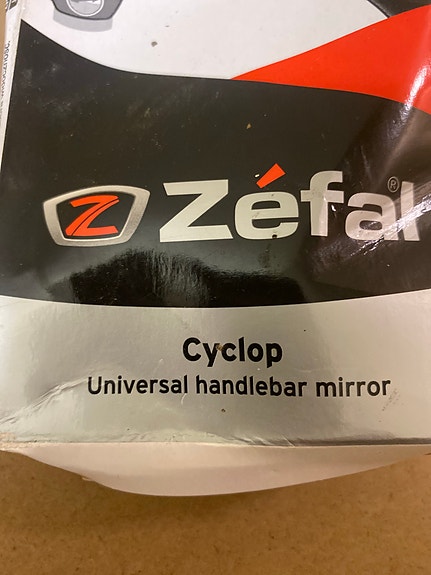 Z Zéfal®
Cyclop
Universal handlebar mirror